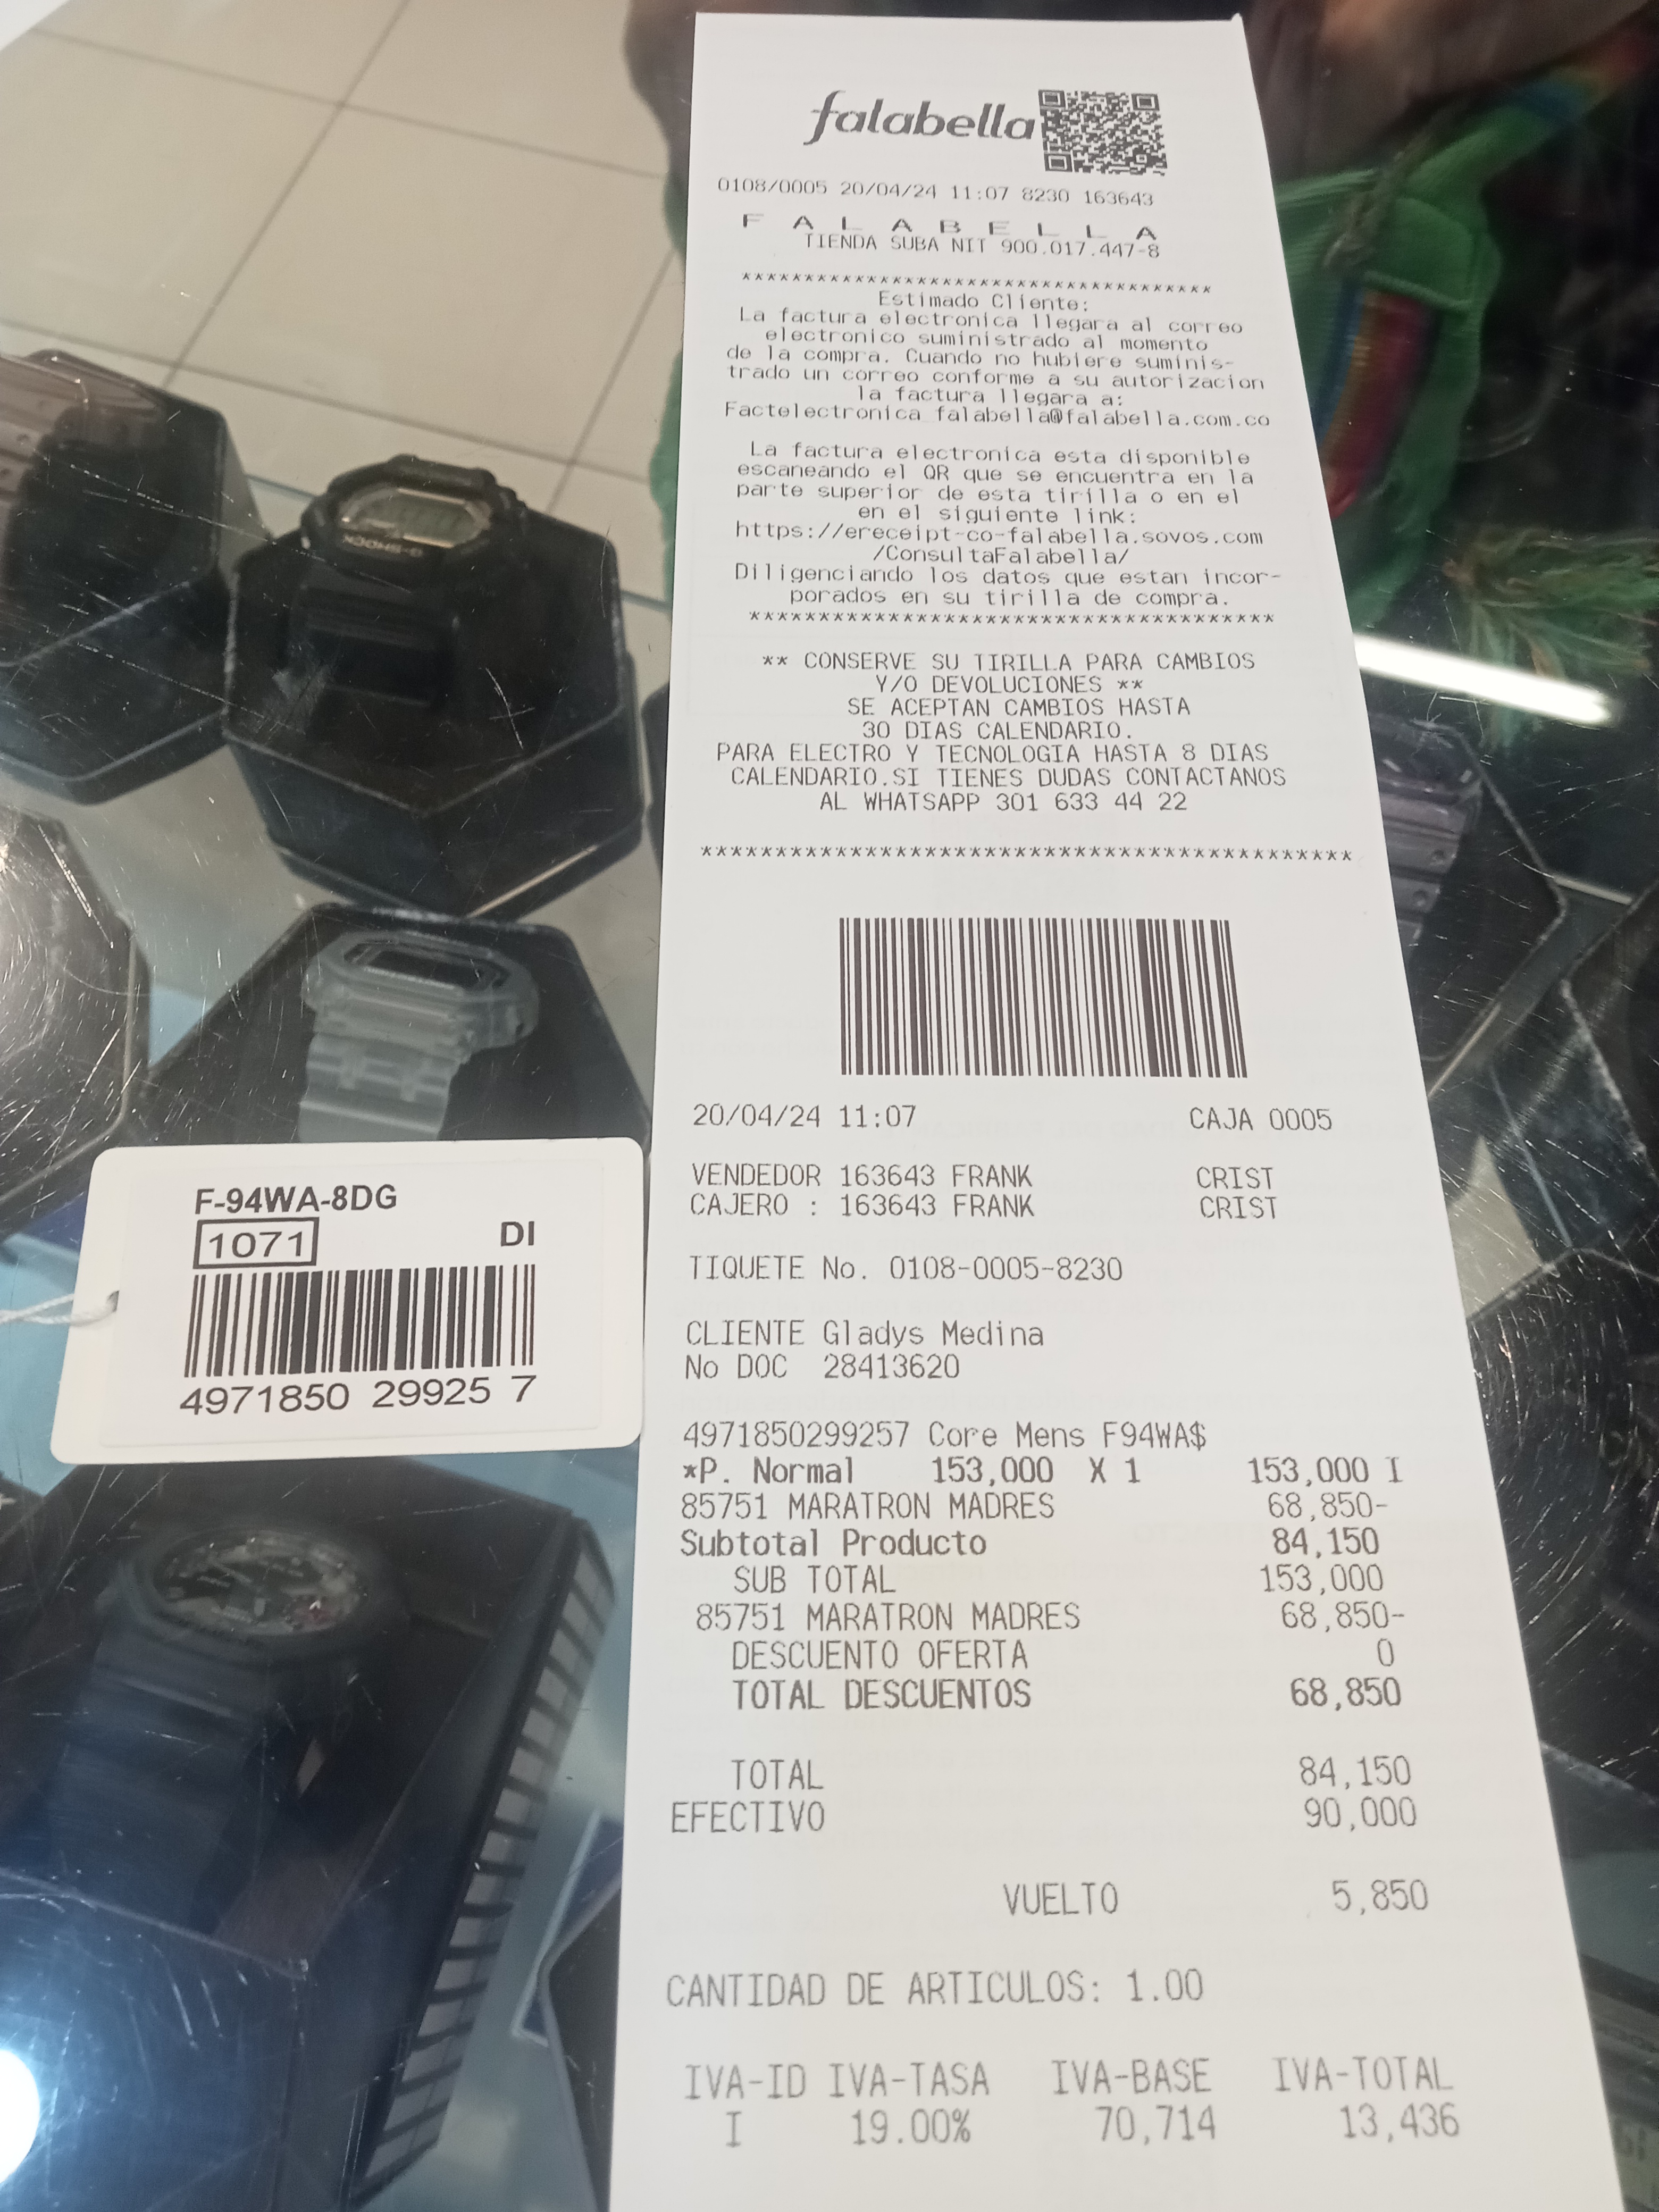 falabella
0108/0005 20/04/24 11:07 8230 163643
F A L A B E L L A
TIENDA SUBA NIT 900.017.447-8
**************************************
Estimado Cliente:
La factura electronica llegara al correo
electronico suministrado al momento
de la compra. Cuando no hubiere suminis-
trado un correo conforme a su autorizacion
la factura llegara a:
Factelectronica_falabella@falabella.com.co
La factura electronica esta disponible
escaneando el QR que se encuentra en la
parte superior de esta tirilla o en el
en el siguiente link:
https://ereceipt-co-falabella.sovos.com
/ConsultaFalabella/
Diligenciando los datos que estan incor-
porados en su tirilla de compra.
******************************************
** CONSERVE SU TIRILLA PARA CAMBIOS
Y/O DEVOLUCIONES **
SE ACEPTAN CAMBIOS HASTA
30 DIAS CALENDARIO.
PARA ELECTRO Y TECNOLOGIA HASTA 8 DIAS
CALENDARIO.SI TIENES DUDAS CONTACTANOS
AL WHATSAPP 301 633 44 22
********************************************
20/04/24 11:07 CAJA 0005
VENDEDOR 163643 FRANK CRIST
CAJERO : 163643 FRANK CRIST
TIQUETE No. 0108-0005-8230
CLIENTE Gladys Medina
No DOC 28413620
4971850299257 Core Mens F94WA$
*P. Normal 153,000 X 1 153,000 I
85751 MARATRON MADRES 68,850-
Subtotal Producto 84,150
SUB TOTAL 153,000
85751 MARATRON MADRES 68,850-
DESCUENTO OFERTA 0
TOTAL DESCUENTOS 68,850
TOTAL 84,150
EFECTIVO 90,000
VUELTO 5,850
CANTIDAD DE ARTICULOS: 1.00
IVA-ID IVA-TASA IVA-BASE IVA-TOTAL
I 19.00% 70,714 13,436
F-94WA-8DG
1071 DI
4971850 29925 7
G-SHOCK